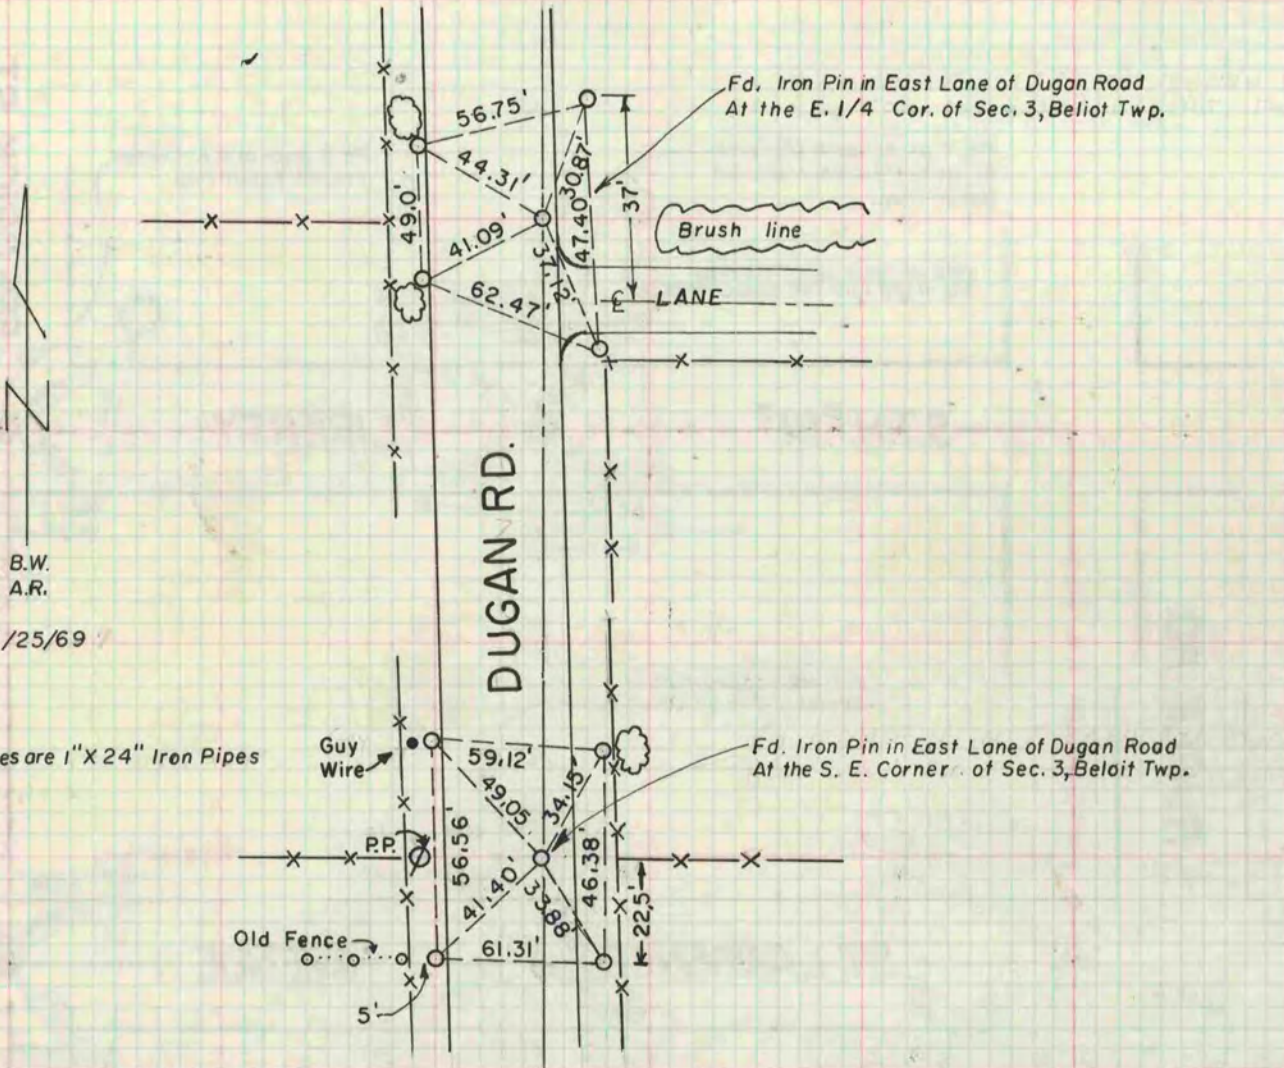 Fd. Iron Pin in East Lane of Dugan Road
At the E. 1/4 Cor. of Sec. 3, Beliot Twp.
56.75'
44.31'
30.87'
49.0'
47.40'
37'
41.09'
37.12'
Brush line
62.47'
℄ LANE
N
DUGAN RD.
B.W.
A.R.
/25/69
es are 1" X 24" Iron Pipes
Guy
Wire
59.12'
Fd. Iron Pin in East Lane of Dugan Road
At the S. E. Corner of Sec. 3, Beloit Twp.
49.05
34.15'
P.P.
56.56'
46.38'
41.40'
33.88'
22.5'
Old Fence
61.31'
5'